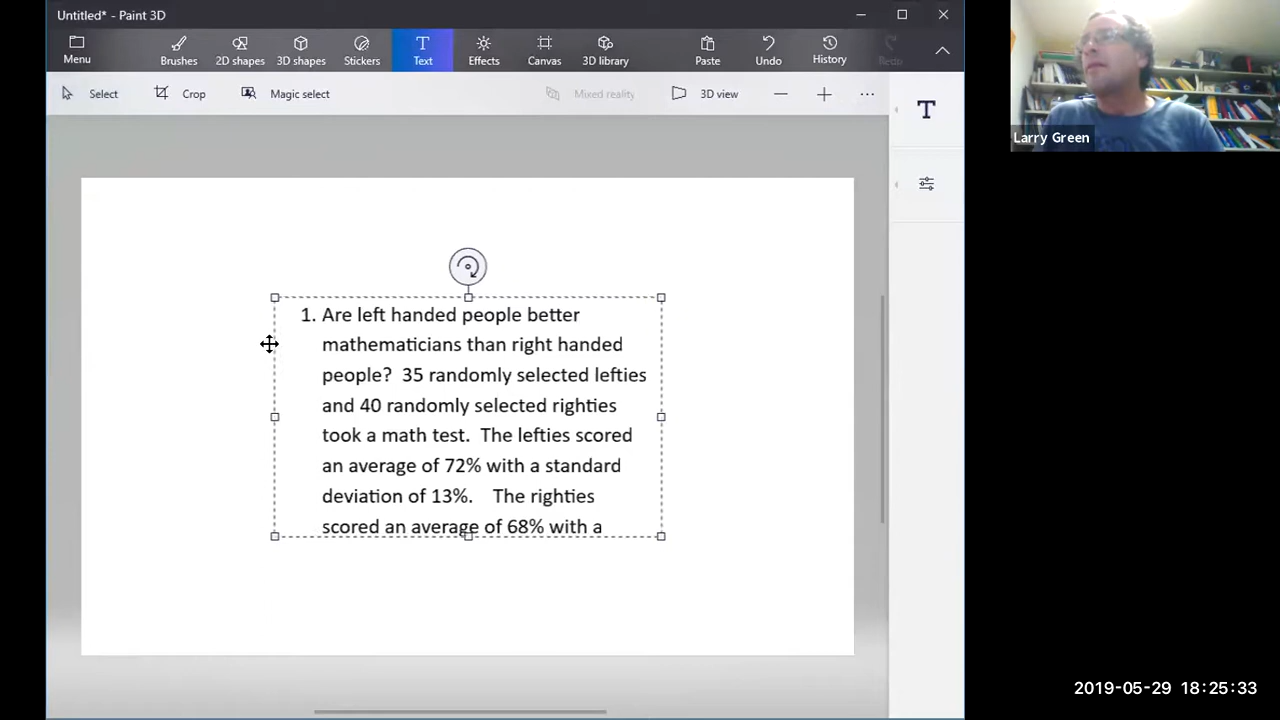 Untitled* - Paint 3D
Menu
Brushes
2D shapes
3D shapes
Stickers
Text
Effects
Canvas
3D library
Paste
Undo
History
Redo
Select
Crop
Magic select
Mixed reality
3D view
T
Larry Green
1. Are left handed people better
mathematicians than right handed
people?  35 randomly selected lefties
and 40 randomly selected righties
took a math test.  The lefties scored
an average of 72% with a standard
deviation of 13%.    The righties
scored an average of 68% with a
2019-05-29 18:25:33